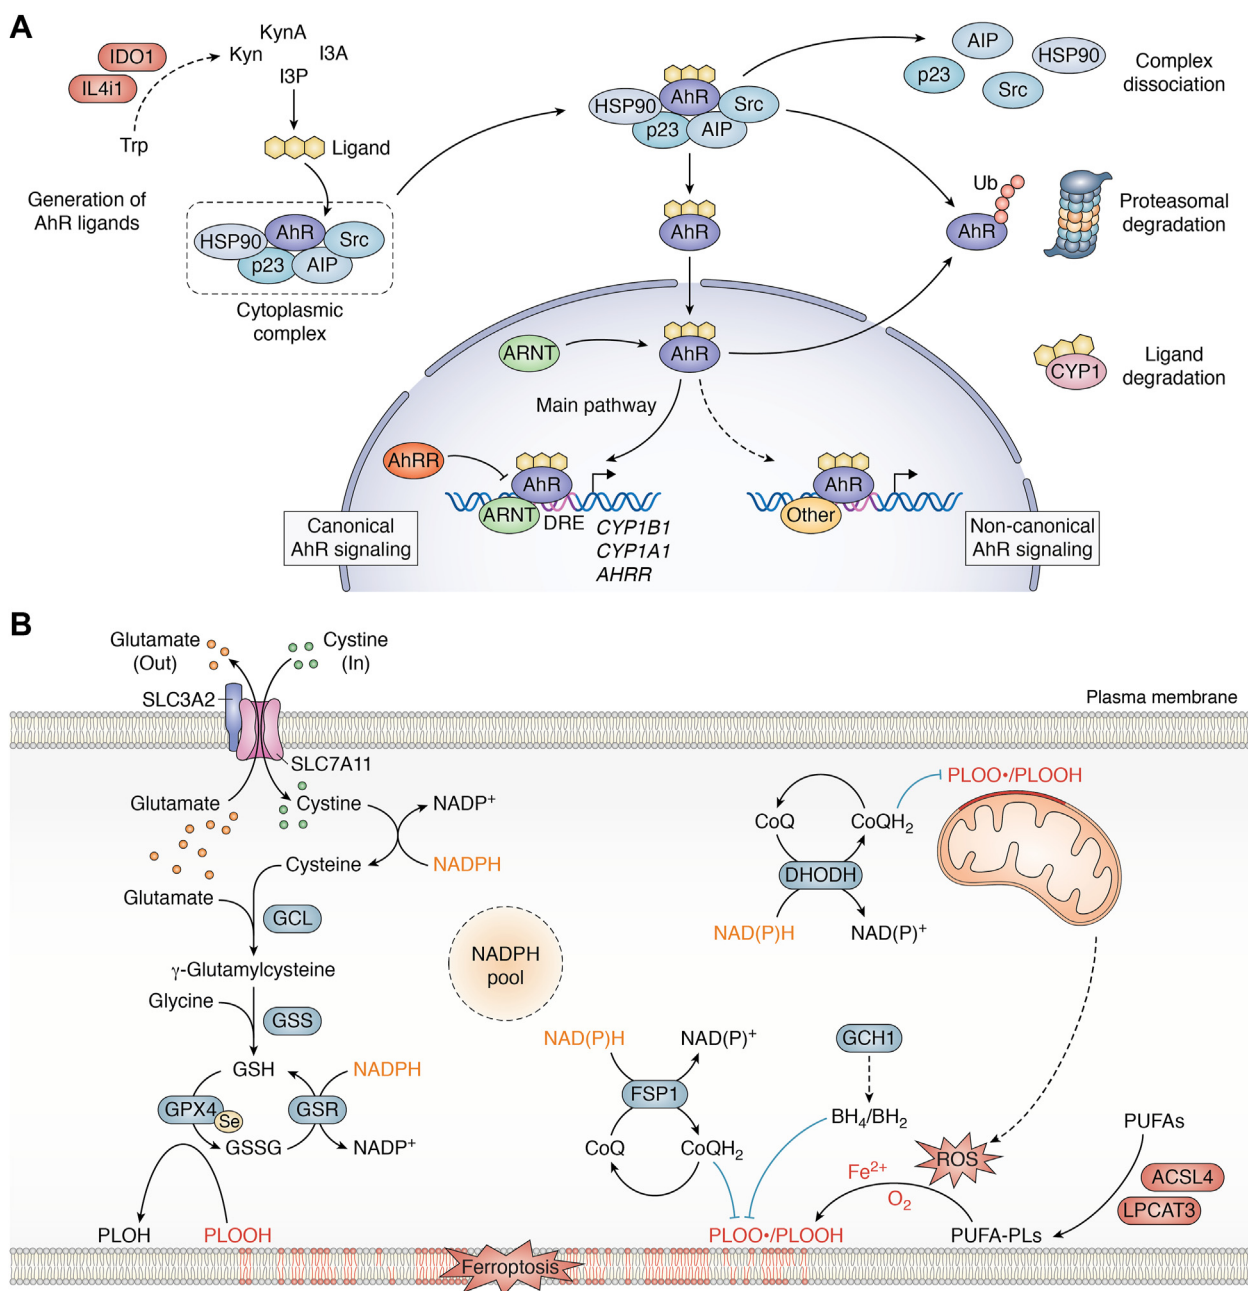 A
IDO1
IL4i1
KynA
Kyn
I3A
I3P
Trp
Ligand
Generation of
AhR ligands
HSP90
AhR
Src
p23
AIP
Cytoplasmic
complex
HSP90
AhR
Src
p23
AIP
AIP
HSP90
p23
Src
Complex
dissociation
AhR
Ub
AhR
Proteasomal
degradation
ARNT
AhR
CYP1
Ligand
degradation
Main pathway
AhRR
AhR
ARNT
DRE
CYP1B1
CYP1A1
AHRR
AhR
Other
Canonical
AhR signaling
Non-canonical
AhR signaling
B
Glutamate
(Out)
Cystine
(In)
SLC3A2
Plasma membrane
SLC7A11
Glutamate
Cystine
NADP+
Cysteine
NADPH
Glutamate
GCL
γ-Glutamylcysteine
Glycine
GSS
GSH
NADPH
GPX4
Se
GSR
GSSG
NADP+
PLOH
PLOOH
NADPH
pool
PLOO•/PLOOH
CoQ
CoQH2
DHODH
NAD(P)H
NAD(P)+
NAD(P)H
NAD(P)+
FSP1
CoQ
CoQH2
GCH1
BH4/BH2
PUFAs
ROS
Fe2+
O2
ACSL4
LPCAT3
PLOO•/PLOOH
PUFA-PLs
Ferroptosis